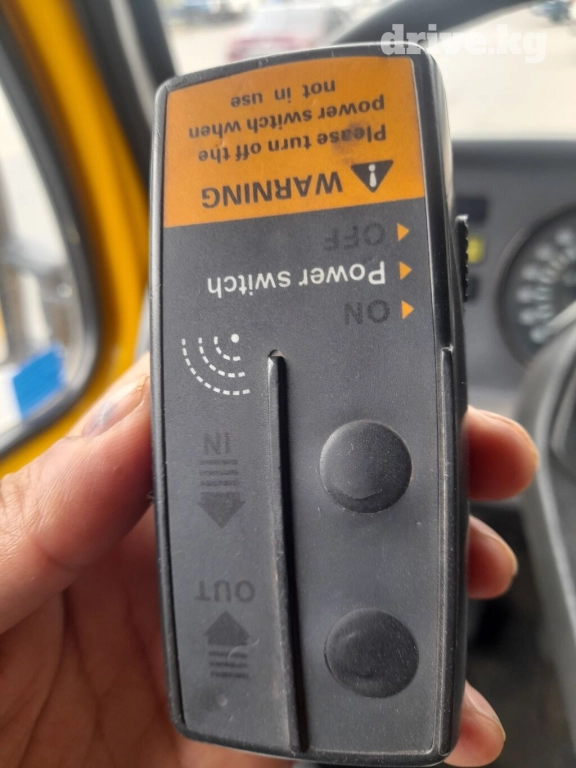 drive.kg
OUT
IN
ON
Power switch
OFF
WARNING
Please turn off the
power switch when
not in use